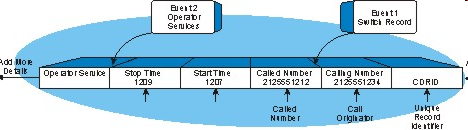 Event 2
Operator
Services
Event 1
Switch Record
Add More
Details
Operator Service
Stop Time
1209
Start Time
1207
Called Number
2125551212
Calling Number
2125551234
CDRID
Called
Number
Call
Originator
Unique
Record
Identifier